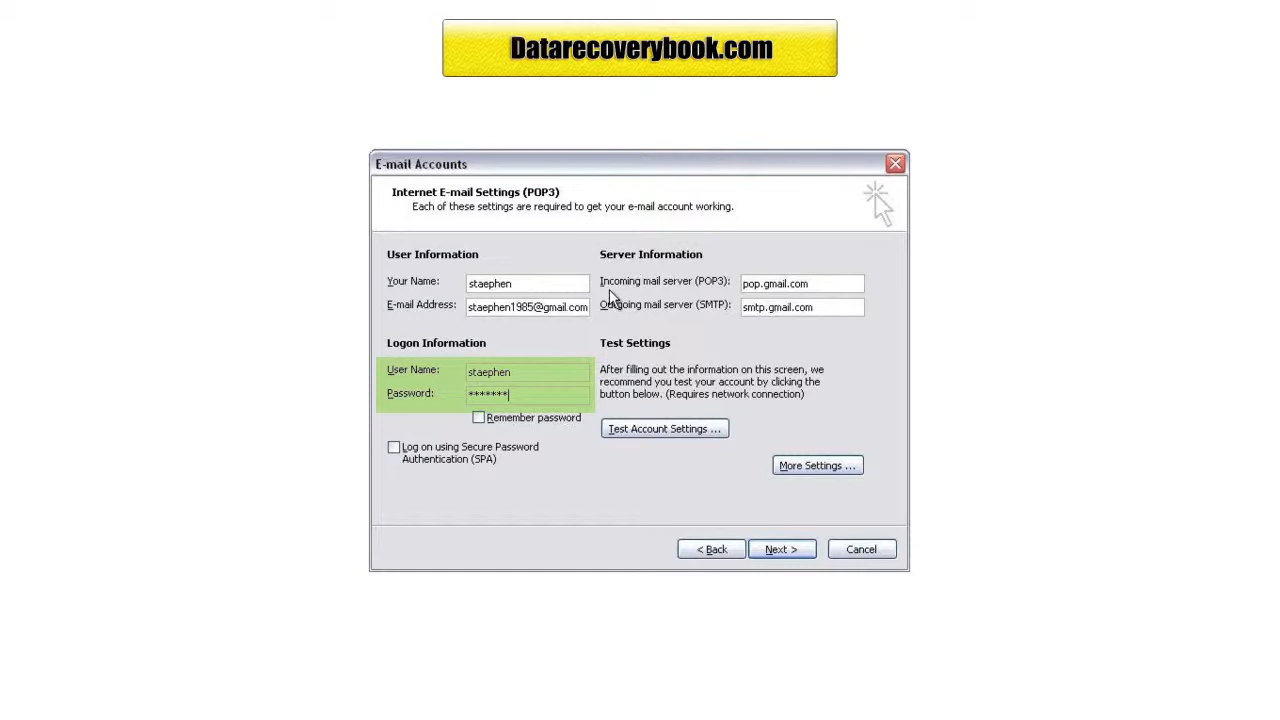 Datarecoverybook.com
E-mail Accounts
Internet E-mail Settings (POP3)
Each of these settings are required to get your e-mail account working.
User Information
Your Name: staephen
E-mail Address: staephen1985@gmail.com
Server Information
Incoming mail server (POP3): pop.gmail.com
Outgoing mail server (SMTP): smtp.gmail.com
Logon Information
User Name: staephen
Password: *******
Remember password
Log on using Secure Password
Authentication (SPA)
Test Settings
After filling out the information on this screen, we
recommend you test your account by clicking the
button below. (Requires network connection)
Test Account Settings ...
More Settings ...
< Back
Next >
Cancel